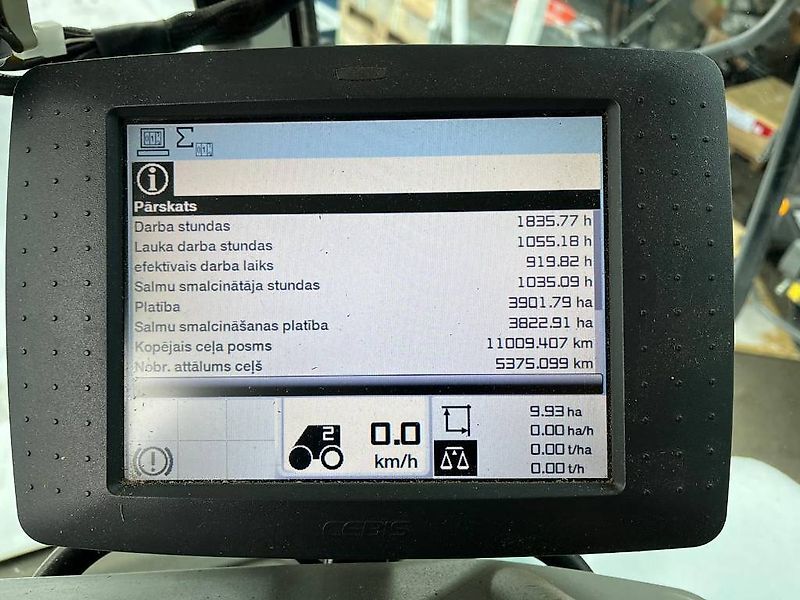 Σ
Pārskats
Darba stundas 1835.77 h
Lauka darba stundas 1055.18 h
efektīvais darba laiks 919.82 h
Salmu smalcinātāja stundas 1035.09 h
Platība 3901.79 ha
Salmu smalcināšanas platība 3822.91 ha
Kopējais ceļa posms 11009.407 km
Nobr. attālums ceļš 5375.099 km
2 0.0 km/h
9.93 ha
0.00 ha/h
0.00 t/ha
0.00 t/h
CEBIS